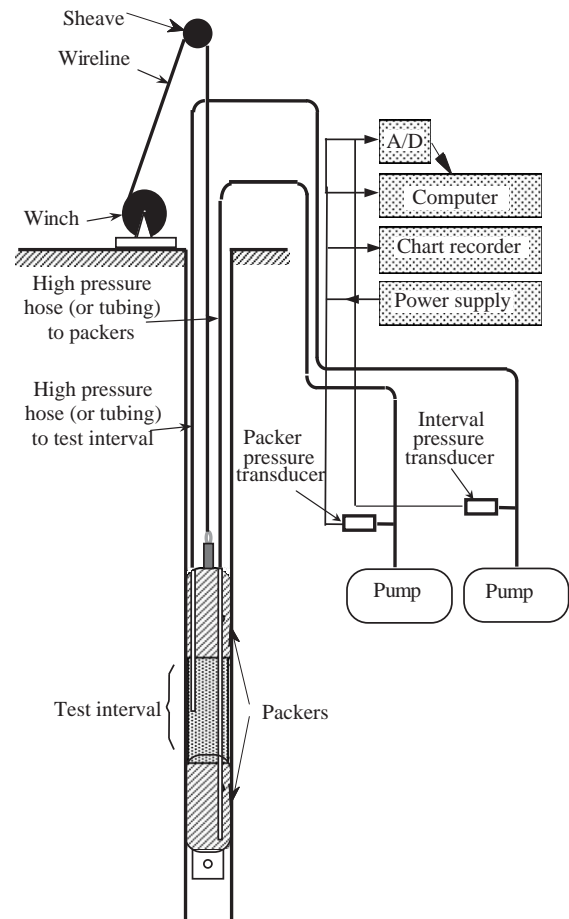 Sheave
Wireline
A/D
Computer
Winch
Chart recorder
High pressure
hose (or tubing)
to packers
Power supply
High pressure
hose (or tubing)
to test interval
Packer
pressure
transducer
Interval
pressure
transducer
Pump
Pump
Test interval
Packers